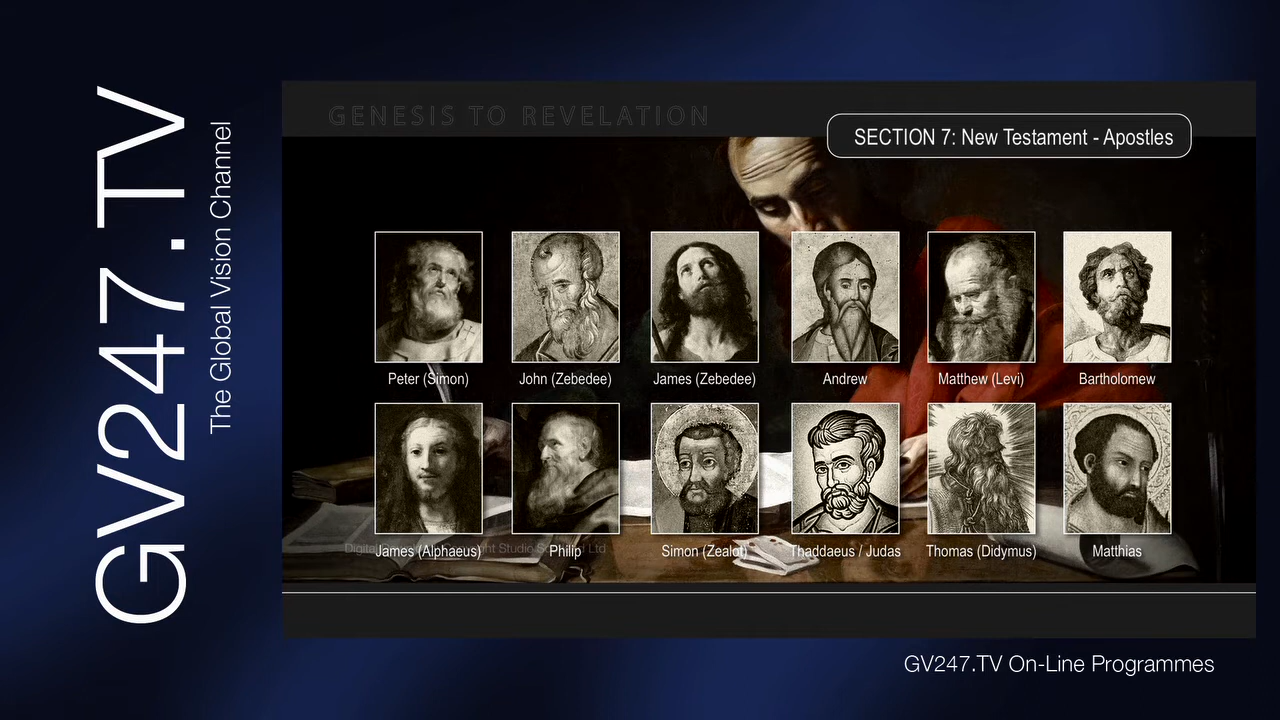 GV247.TV
The Global Vision Channel
GENESIS TO REVELATION
SECTION 7: New Testament - Apostles
Peter (Simon)
John (Zebedee)
James (Zebedee)
Andrew
Matthew (Levi)
Bartholomew
James (Alphaeus)
Philip
Simon (Zealot)
Thaddaeus / Judas
Thomas (Didymus)
Matthias
GV247.TV On-Line Programmes